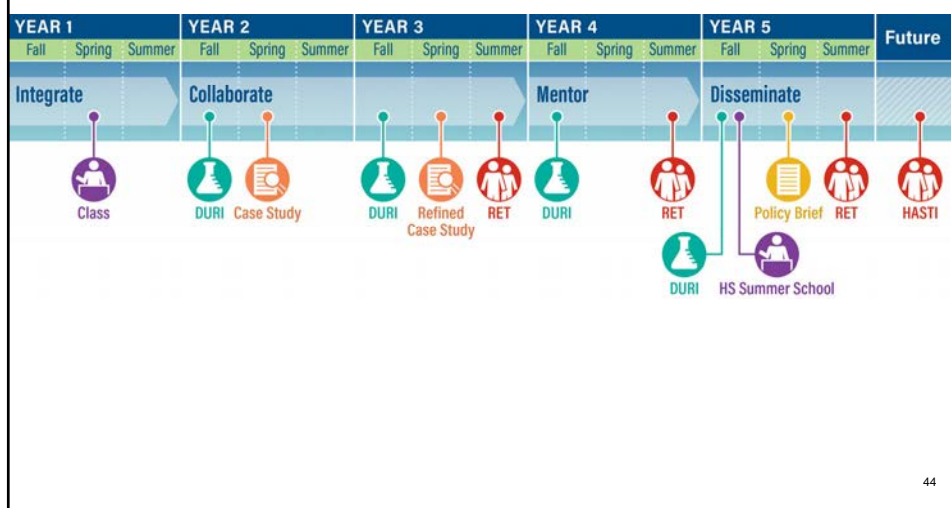 YEAR 1 YEAR 2 YEAR 3 YEAR 4 YEAR 5 Future
Fall Spring Summer Fall Spring Summer Fall Spring Summer Fall Spring Summer Fall Spring Summer
Integrate Collaborate Mentor Disseminate
Class DURI Case Study DURI Refined Case Study RET DURI RET Policy Brief RET HASTI
DURI HS Summer School
44